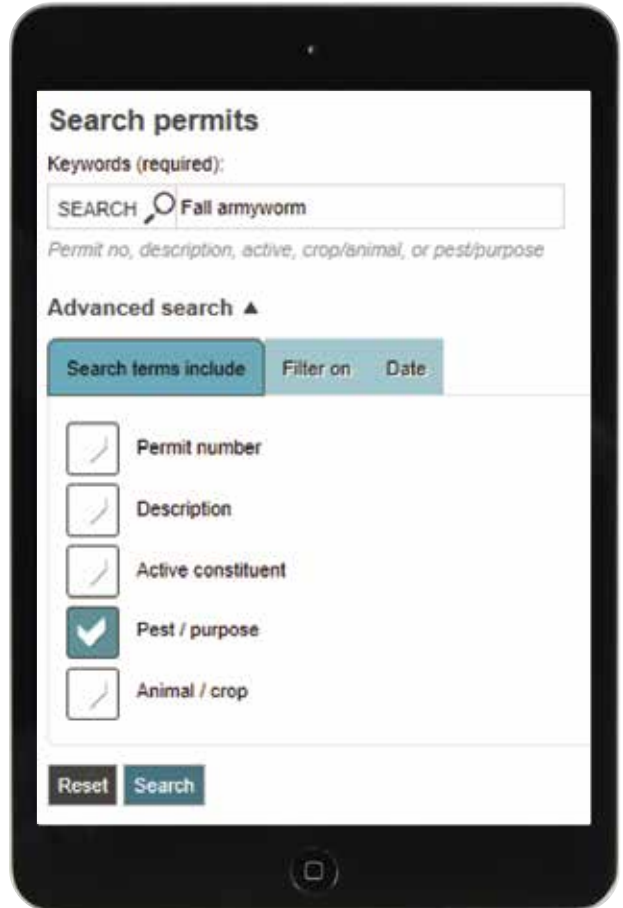 Search permits
Keywords (required):
SEARCH Fall armyworm
Permit no, description, active, crop/animal, or pest/purpose
Advanced search ▲
Search terms include Filter on Date
Permit number
Description
Active constituent
Pest / purpose
Animal / crop
Reset Search